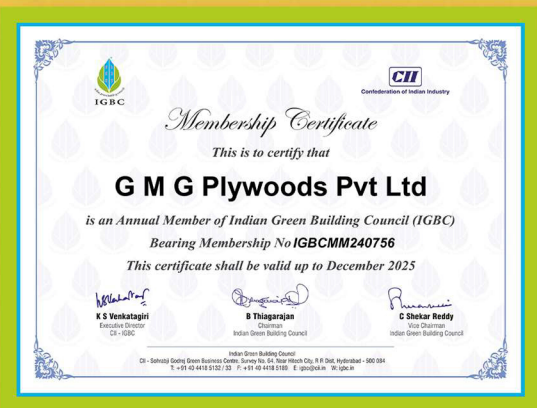 IGBC
CII
Confederation of Indian Industry
Membership Certificate
This is to certify that
G M G Plywoods Pvt Ltd
is an Annual Member of Indian Green Building Council (IGBC)
Bearing Membership No IGBCMM240756
This certificate shall be valid up to December 2025
K S Venkatagiri
Executive Director
CII - IGBC
B Thiagarajan
Chairman
Indian Green Building Council
C Shekar Reddy
Vice Chairman
Indian Green Building Council
Indian Green Building Council
CII - Sohrabji Godrej Green Business Centre, Survey No. 64, Near Hitech City, R R Dist, Hyderabad - 500 084
T: +91 40 4418 5132 / 33 F: +91 40 4418 5189 E: igbc@cii.in W: igbc.in